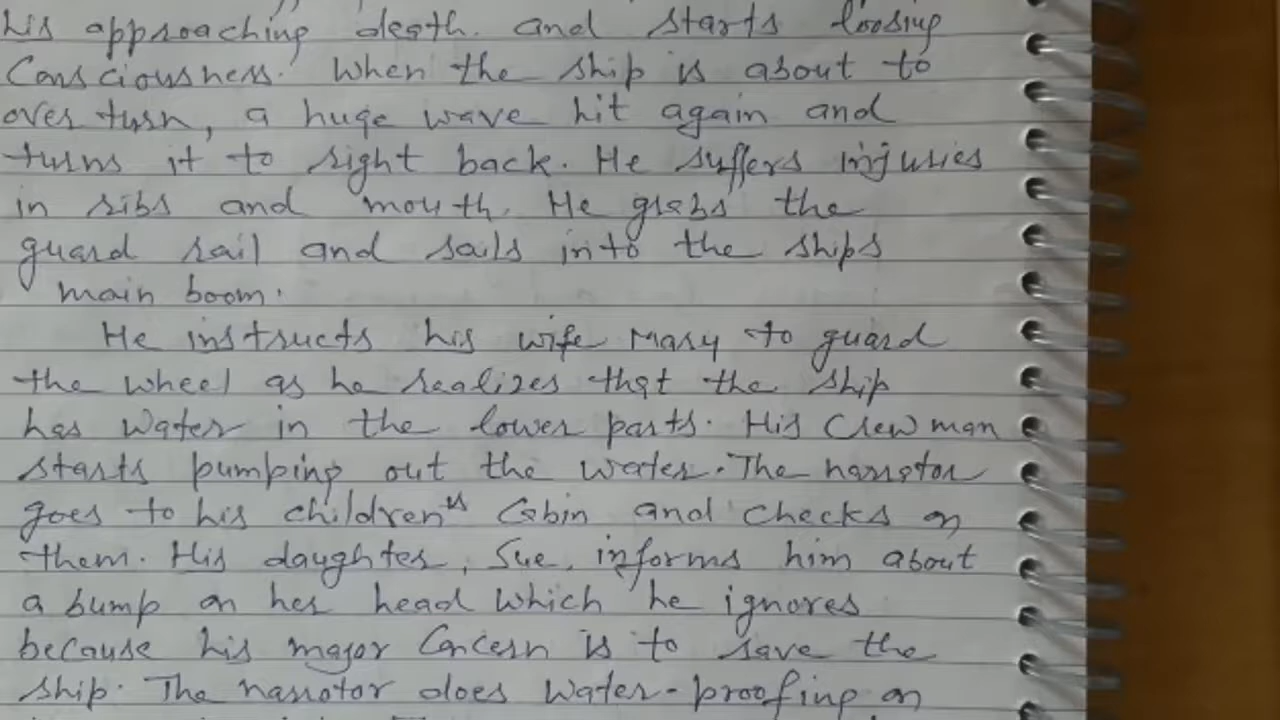 his approaching death. and starts loosing
Consciousness. When the ship is about to
over turn, a huge wave hit again and
turns it to right back. He suffers injuries
in ribs and mouth. He grabs the
guard rail and sails into the ships
main boom.
He instructs his wife Mary to guard
the wheel as he realizes that the ship
has Water in the lower parts. His Crewman
starts pumping out the water. The narrator
goes to his children's Cabin and checks on
them. His daughter, Sue, informs him about
a bump on her head which he ignores
because his major Concern is to save the
ship. The narrator does Water-proofing on